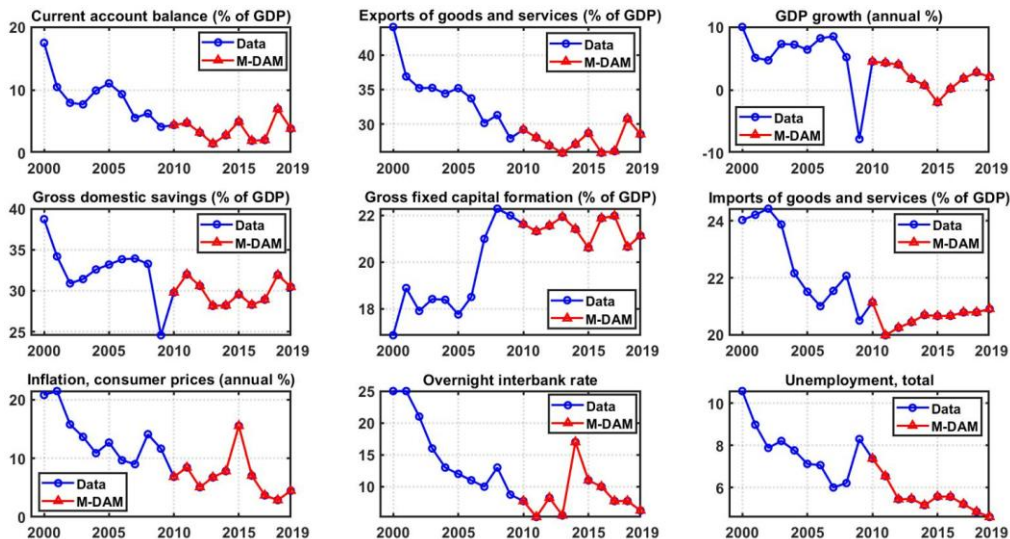 Current account balance (% of GDP)
20
10
0
2000 2005 2010 2015 2019
Data
M-DAM
Exports of goods and services (% of GDP)
40
30
2000 2005 2010 2015 2019
Data
M-DAM
GDP growth (annual %)
10
0
-10
2000 2005 2010 2015 2019
Data
M-DAM
Gross domestic savings (% of GDP)
40
35
30
25
2000 2005 2010 2015 2019
Data
M-DAM
Gross fixed capital formation (% of GDP)
22
20
18
2000 2005 2010 2015 2019
Data
M-DAM
Imports of goods and services (% of GDP)
24
22
20
2000 2005 2010 2015 2019
Data
M-DAM
Inflation, consumer prices (annual %)
20
10
0
2000 2005 2010 2015 2019
Data
M-DAM
Overnight interbank rate
25
20
15
10
2000 2005 2010 2015 2019
Data
M-DAM
Unemployment, total
10
8
6
2000 2005 2010 2015 2019
Data
M-DAM